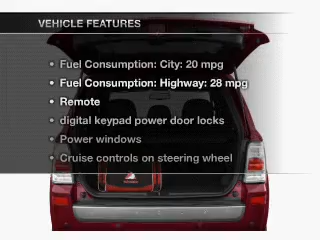 VEHICLE FEATURES
• Fuel Consumption: City: 20 mpg
• Fuel Consumption: Highway: 28 mpg
• Remote
• digital keypad power door locks
• Power windows
• Cruise controls on steering wheel